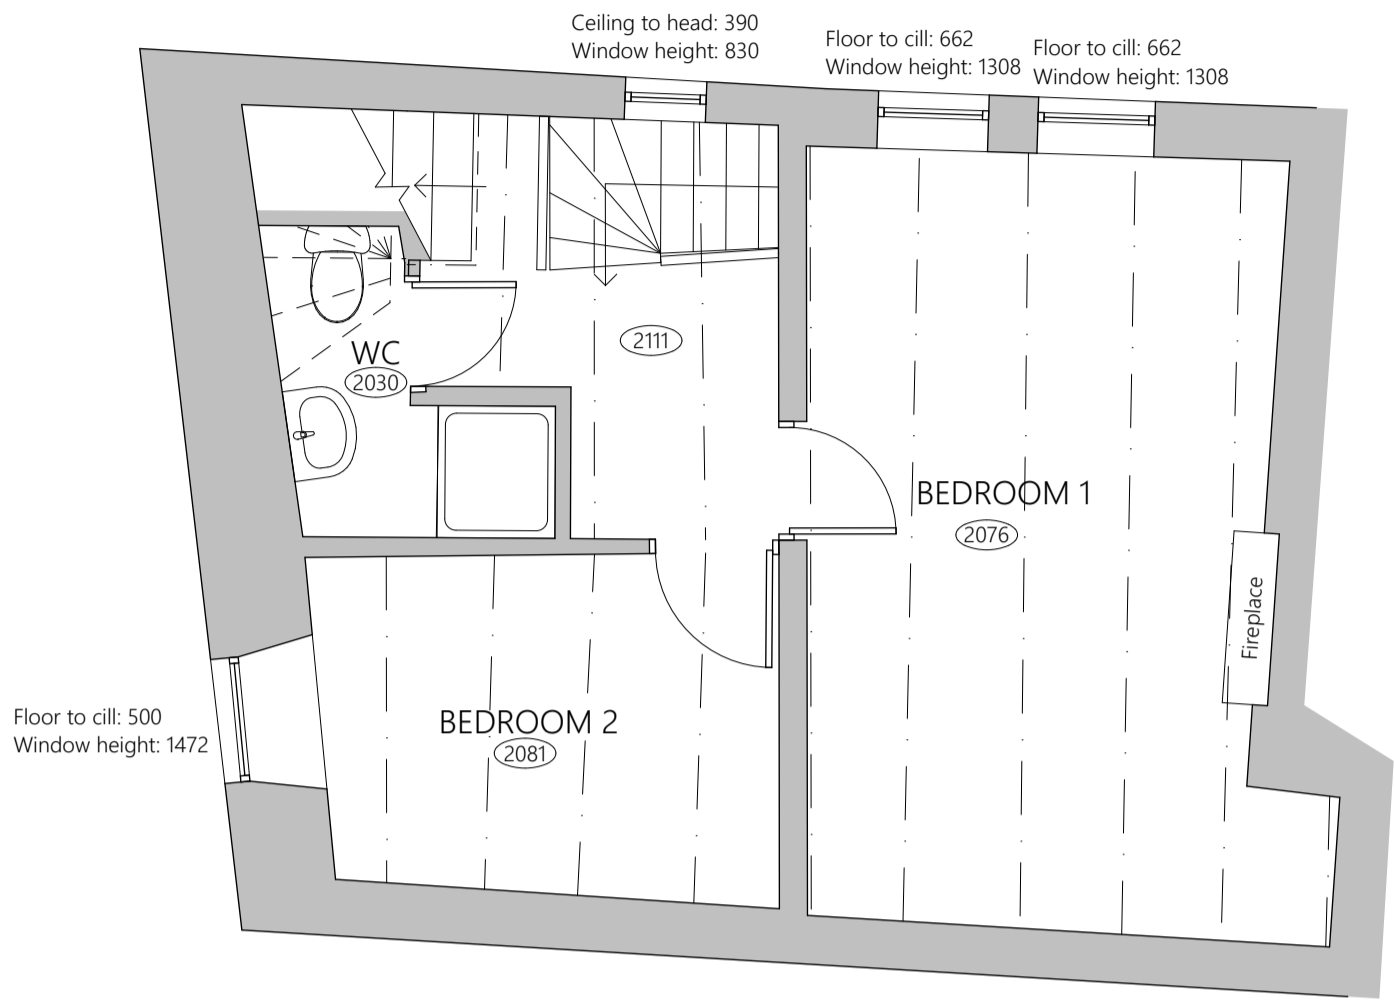 Ceiling to head: 390
Window height: 830
Floor to cill: 662
Window height: 1308
Floor to cill: 662
Window height: 1308
2111
WC
2030
BEDROOM 1
2076
Fireplace
Floor to cill: 500
Window height: 1472
BEDROOM 2
2081